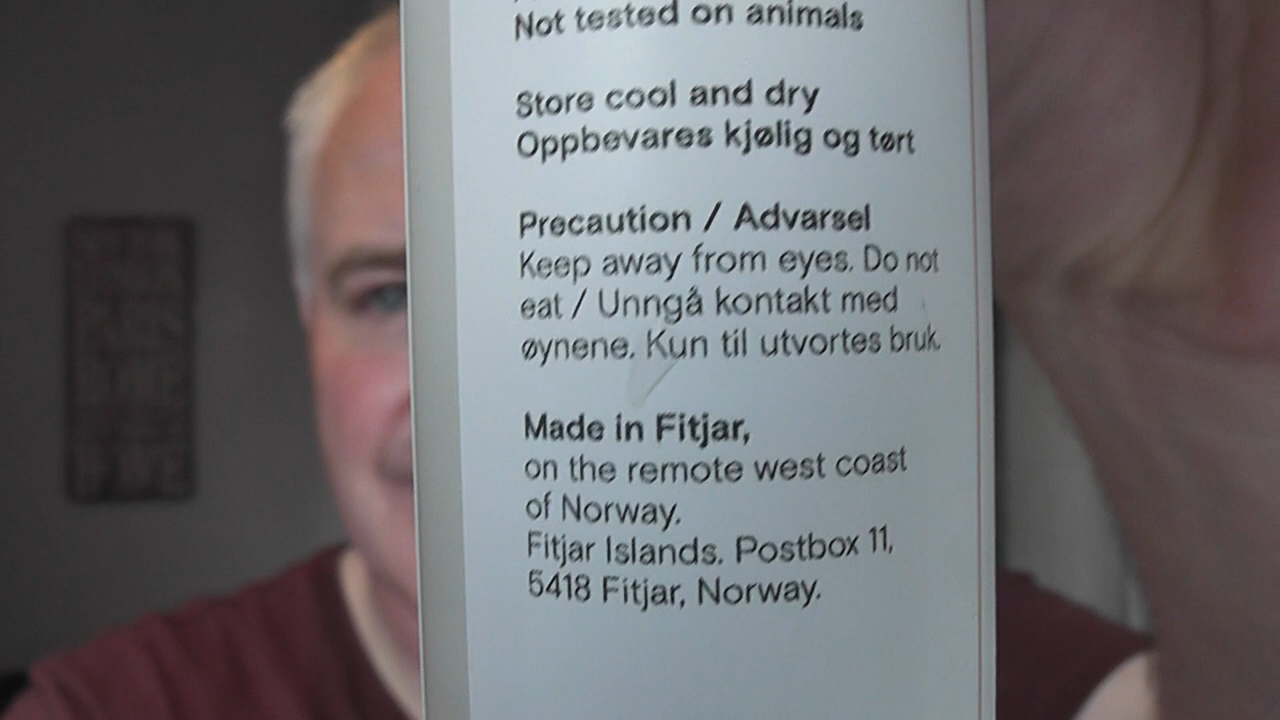 Not tested on animals
Store cool and dry
Oppbevares kjølig og tørt
Precaution / Advarsel
Keep away from eyes. Do not
eat / Unngå kontakt med
øynene. Kun til utvortes bruk.
Made in Fitjar,
on the remote west coast
of Norway.
Fitjar Islands. Postbox 11,
5418 Fitjar, Norway.